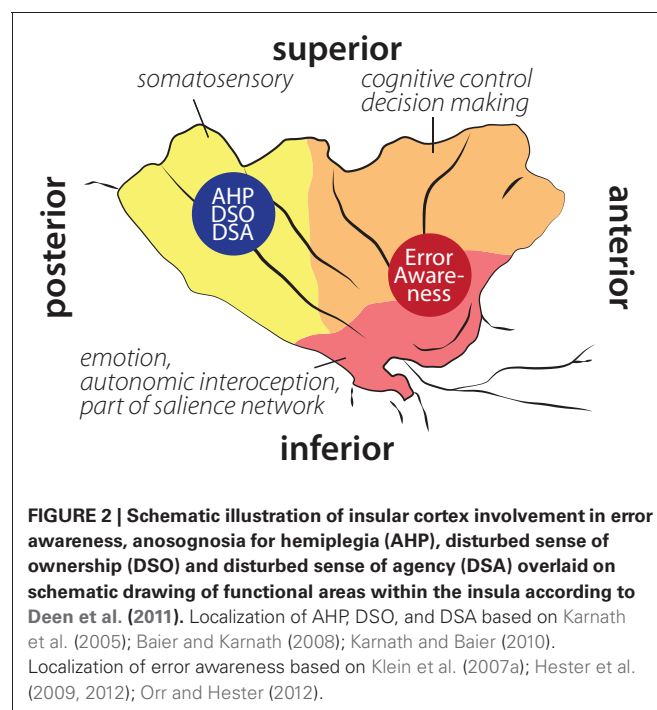 superior
somatosensory
cognitive control
decision making
posterior
AHP
DSO
DSA
Error
Aware-
ness
anterior
emotion,
autonomic interoception,
part of salience network
inferior
FIGURE 2 | Schematic illustration of insular cortex involvement in error
awareness, anosognosia for hemiplegia (AHP), disturbed sense of
ownership (DSO) and disturbed sense of agency (DSA) overlaid on
schematic drawing of functional areas within the insula according to
Deen et al. (2011). Localization of AHP, DSO, and DSA based on Karnath
et al. (2005); Baier and Karnath (2008); Karnath and Baier (2010).
Localization of error awareness based on Klein et al. (2007a); Hester et al.
(2009, 2012); Orr and Hester (2012).